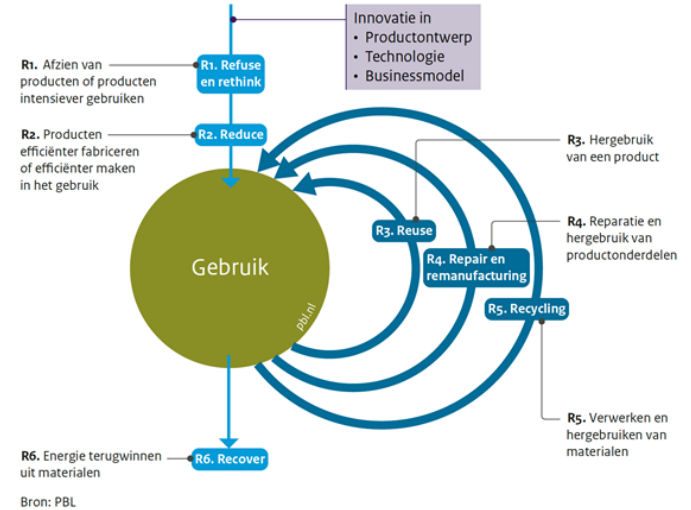 Innovatie in
• Productontwerp
• Technologie
• Businessmodel
R1. Afzien van
producten of producten
intensiever gebruiken
R1. Refuse
en rethink
R2. Producten
efficiënter fabriceren
of efficiënter maken
in het gebruik
R2. Reduce
R3. Hergebruik
van een product
R3. Reuse
R4. Reparatie en
hergebruik van
productonderdelen
R4. Repair en
remanufacturing
Gebruik
pbl.nl
R5. Recycling
R5. Verwerken en
hergebruiken van
materialen
R6. Energie terugwinnen
uit materialen
R6. Recover
Bron: PBL